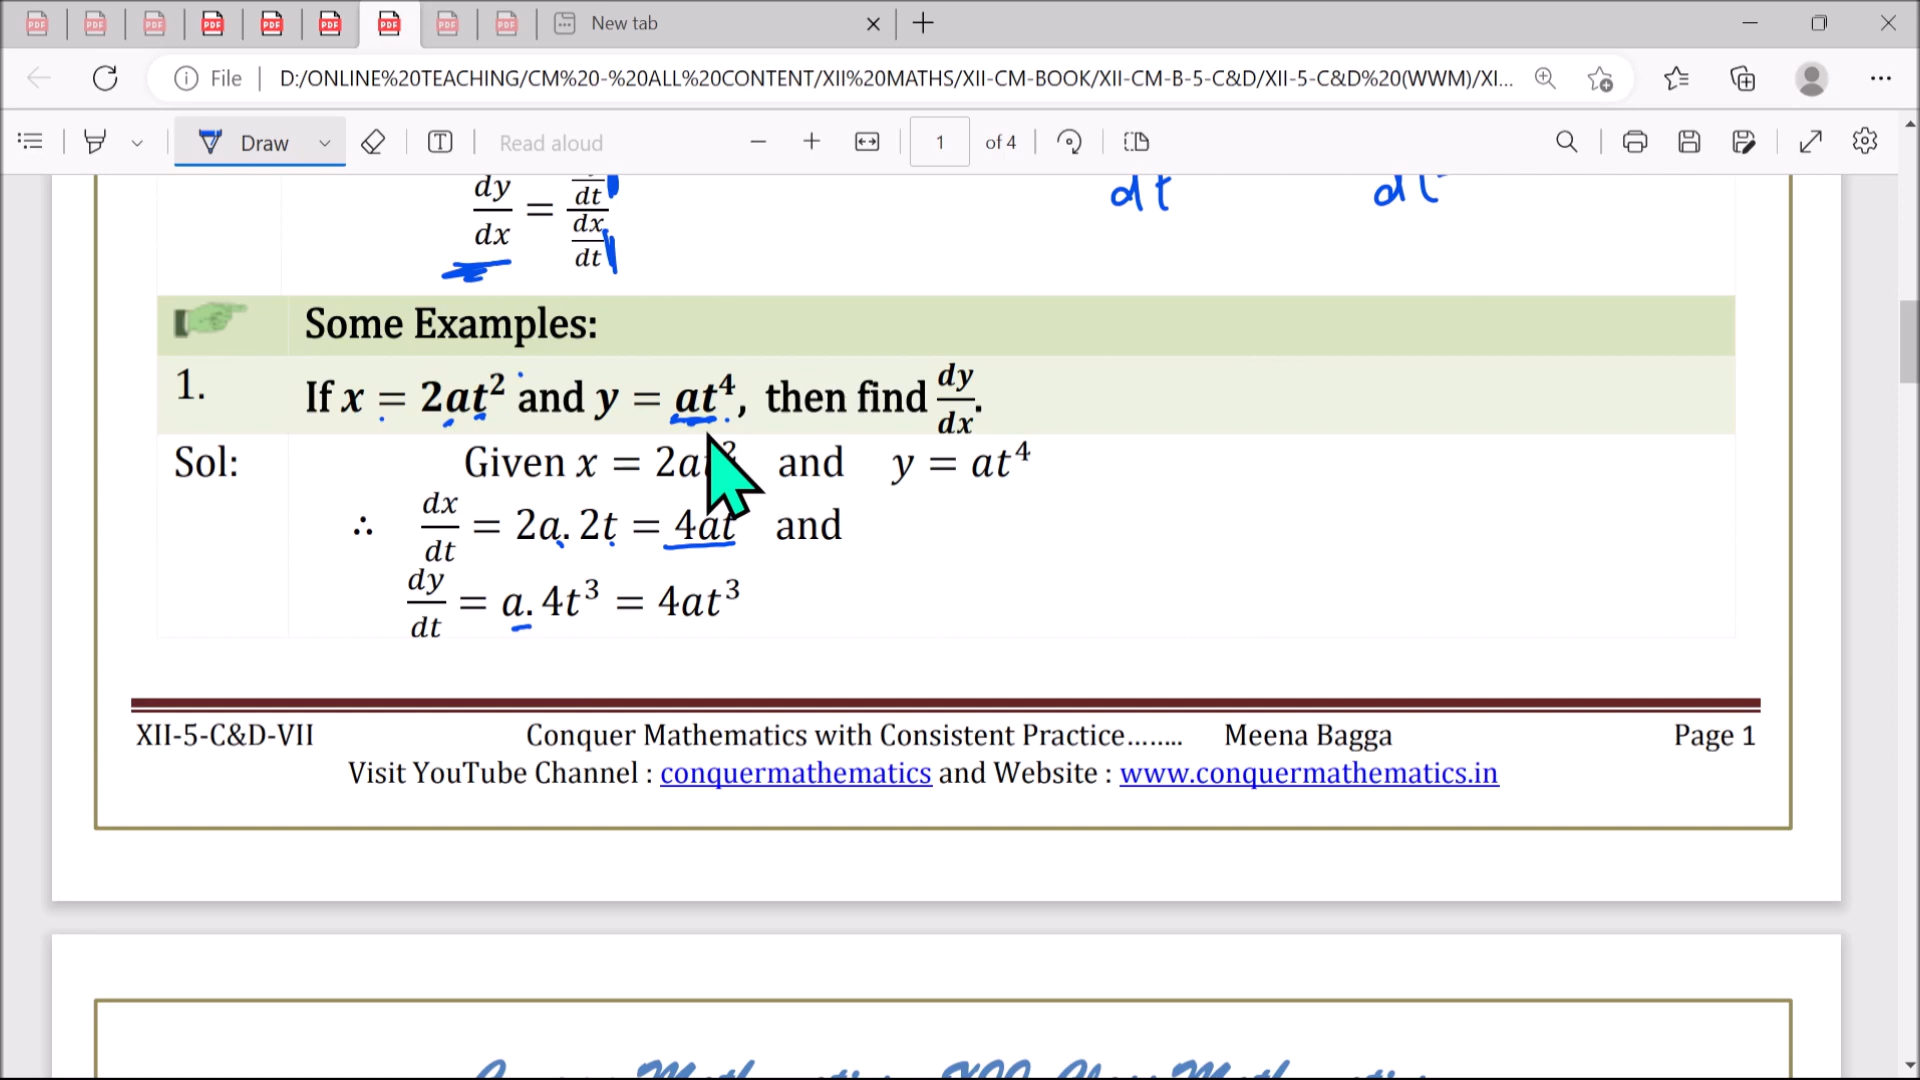 New tab
File D:/ONLINE%20TEACHING/CM%20-%20ALL%20CONTENT/XII%20MATHS/XII-CM-BOOK/XII-CM-B-5-C&D/XII-5-C&D%20(WWM)/XI...
Draw T Read aloud 1 of 4
dy/dx = dt / dx/dt
dt dt
Some Examples:
1. If x = 2at² and y = at⁴, then find dy/dx.
Sol: Given x = 2at² and y = at⁴
∴ dx/dt = 2a. 2t = 4at and
dy/dt = a. 4t³ = 4at³
XII-5-C&D-VII Conquer Mathematics with Consistent Practice........ Meena Bagga Page 1
Visit YouTube Channel : conquermathematics and Website : www.conquermathematics.in